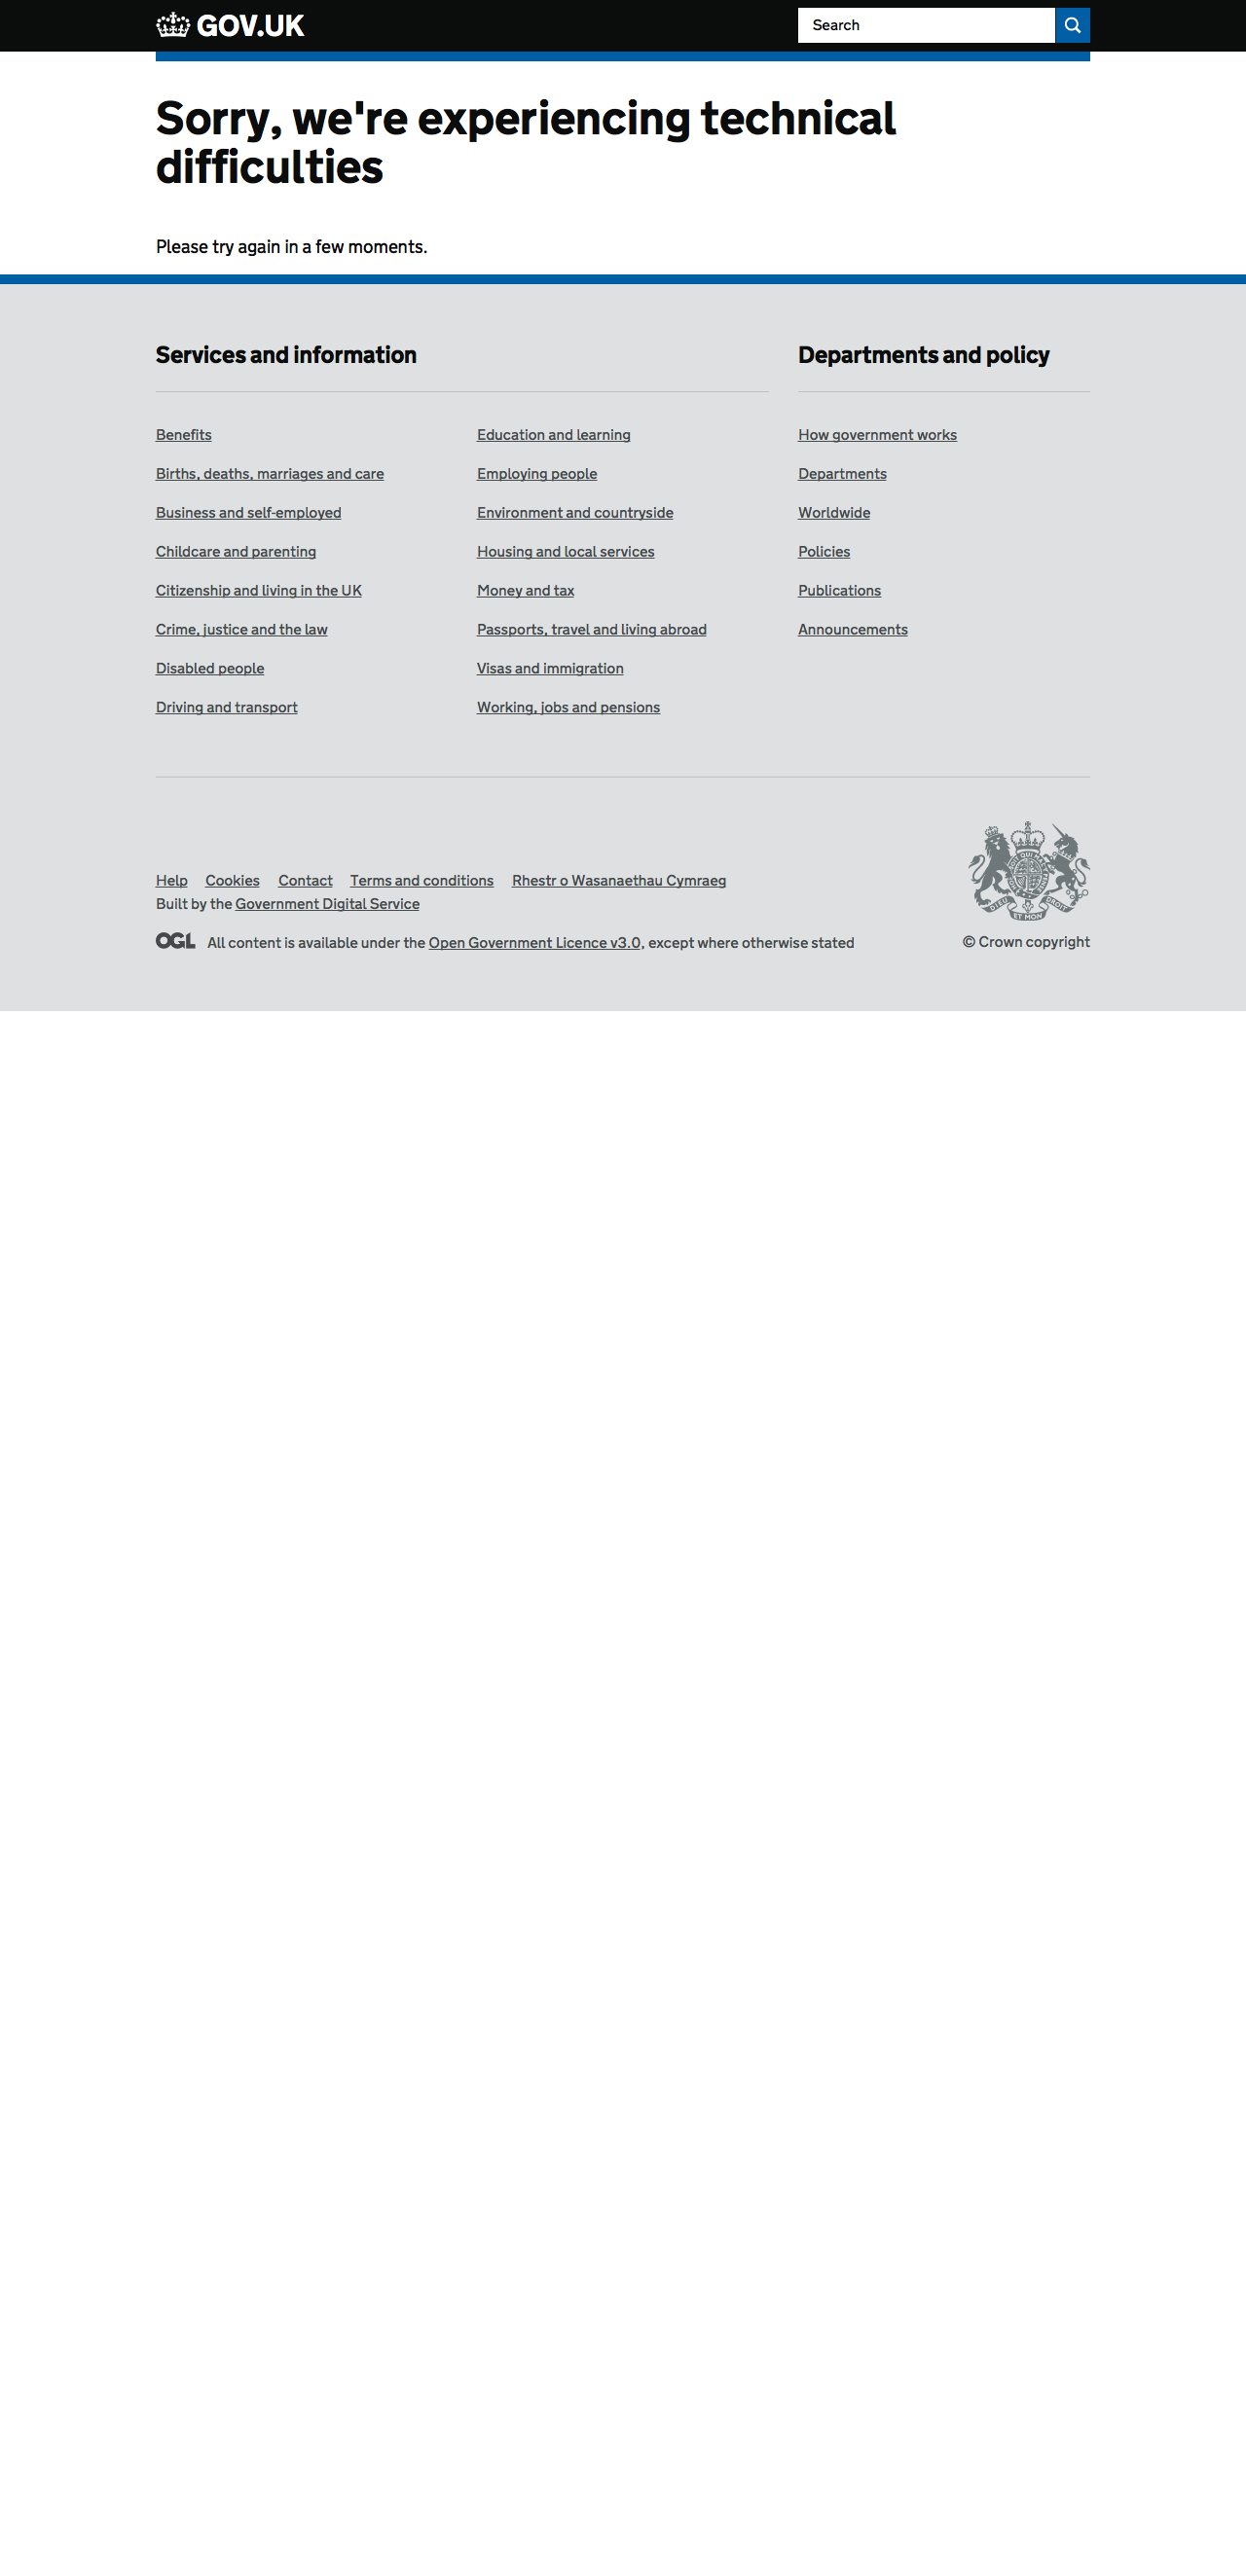 GOV.UK
Search
Sorry, we're experiencing technical
difficulties
Please try again in a few moments.
Services and information
Benefits
Births, deaths, marriages and care
Business and self-employed
Childcare and parenting
Citizenship and living in the UK
Crime, justice and the law
Disabled people
Driving and transport
Education and learning
Employing people
Environment and countryside
Housing and local services
Money and tax
Passports, travel and living abroad
Visas and immigration
Working, jobs and pensions
Departments and policy
How government works
Departments
Worldwide
Policies
Publications
Announcements
Help Cookies Contact Terms and conditions Rhestr o Wasanaethau Cymraeg
Built by the Government Digital Service
OGL All content is available under the Open Government Licence v3.0, except where otherwise stated
DIEU ET MON DROIT
© Crown copyright